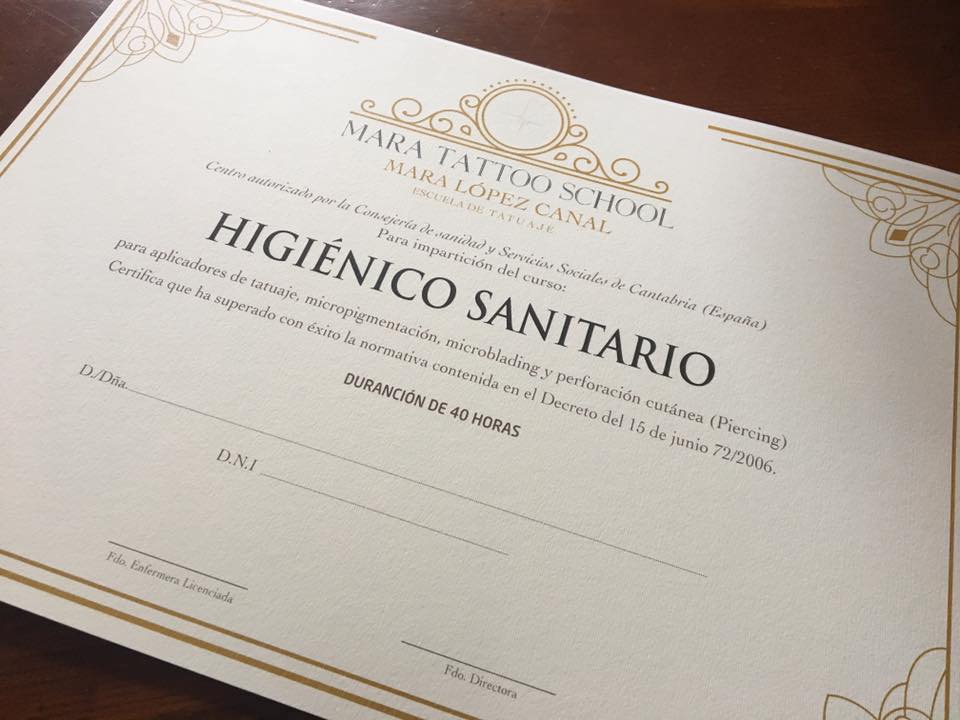 MARA TATTOO SCHOOL
MARA LÓPEZ CANAL
ESCUELA DE TATUAJE
Centro autorizado por la Consejería de sanidad y Servicios Sociales de Cantabria (España)
Para impartición del curso:
HIGIÉNICO SANITARIO
para aplicadores de tatuaje, micropigmentación, microblading y perforación cutánea (Piercing)
Certifica que ha superado con éxito la normativa contenida en el Decreto del 15 de junio 72/2006.
DURANCIÓN DE 40 HORAS
D./Dña.
D.N.I
Fdo. Enfermera Licenciada
Fdo. Directora